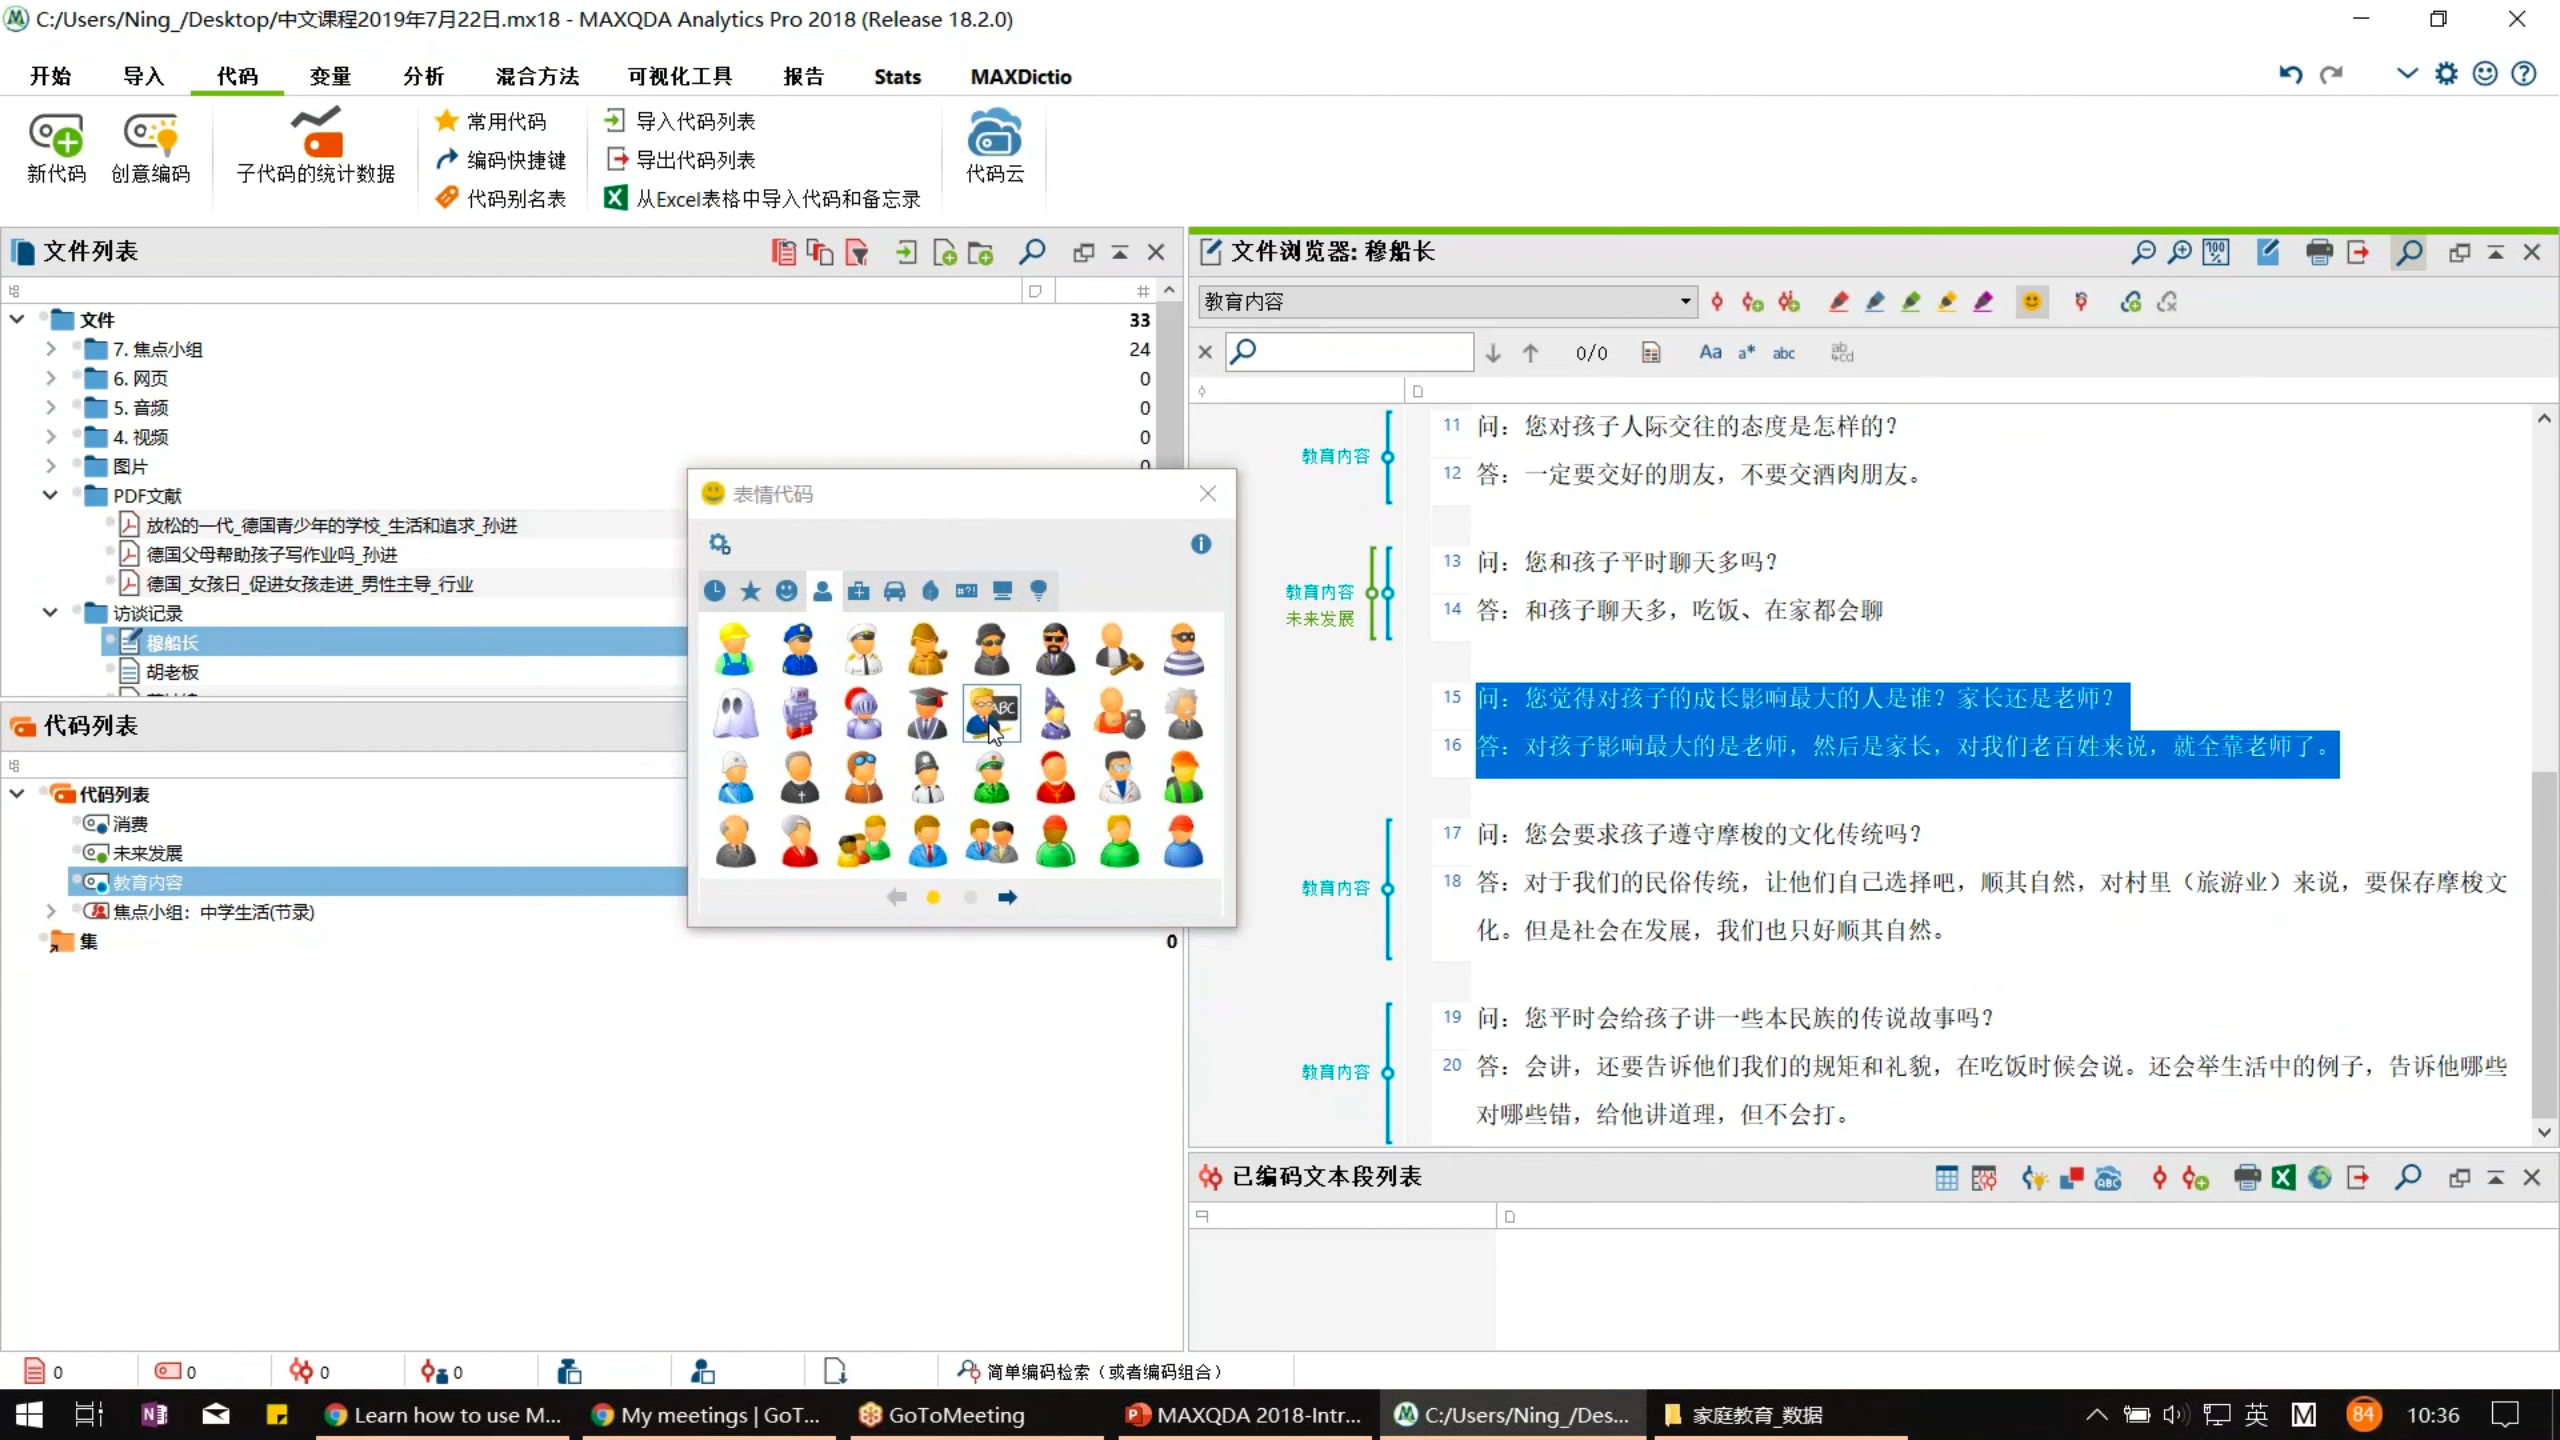 C:/Users/Ning_/Desktop/中文课程2019年7月22日.mx18 - MAXQDA Analytics Pro 2018 (Release 18.2.0)
开始 导入 代码 变量 分析 混合方法 可视化工具 报告 Stats MAXDictio
新代码 创意编码 子代码的统计数据 代码云
常用代码
编码快捷键
代码别名表
导入代码列表
导出代码列表
从Excel表格中导入代码和备忘录
文件列表
#
文件 33
7. 焦点小组 24
6. 网页 0
5. 音频 0
4. 视频 0
图片
PDF文献
放松的一代_德国青少年的学校_生活和追求_孙进
德国父母帮助孩子写作业吗_孙进
德国_女孩日_促进女孩走进_男性主导_行业
访谈记录
穆船长
胡老板
代码列表
代码列表
消费
未来发展
教育内容
焦点小组：中学生活(节录)
集 0
表情代码
#?!
ABC
文件浏览器: 穆船长
100 %
教育内容
0/0 Aa a* abc
11 问：您对孩子人际交往的态度是怎样的？
教育内容
12 答：一定要交好的朋友，不要交酒肉朋友。
13 问：您和孩子平时聊天多吗？
教育内容
14 答：和孩子聊天多，吃饭、在家都会聊
未来发展
15 问：您觉得对孩子的成长影响最大的人是谁？家长还是老师？
16 答：对孩子影响最大的是老师，然后是家长，对我们老百姓来说，就全靠老师了。
17 问：您会要求孩子遵守摩梭的文化传统吗？
教育内容
18 答：对于我们的民俗传统，让他们自己选择吧，顺其自然，对村里（旅游业）来说，要保存摩梭文
化。但是社会在发展，我们也只好顺其自然。
19 问：您平时会给孩子讲一些本民族的传说故事吗？
教育内容
20 答：会讲，还要告诉他们我们的规矩和礼貌，在吃饭时候会说。还会举生活中的例子，告诉他哪些
对哪些错，给他讲道理，但不会打。
已编码文本段列表
ABC
0 0 0 0 简单编码检索（或者编码组合）
Learn how to use M... My meetings | GoT... GoToMeeting MAXQDA 2018-Intr... C:/Users/Ning_/Des... 家庭教育_数据 英 M 84 10:36